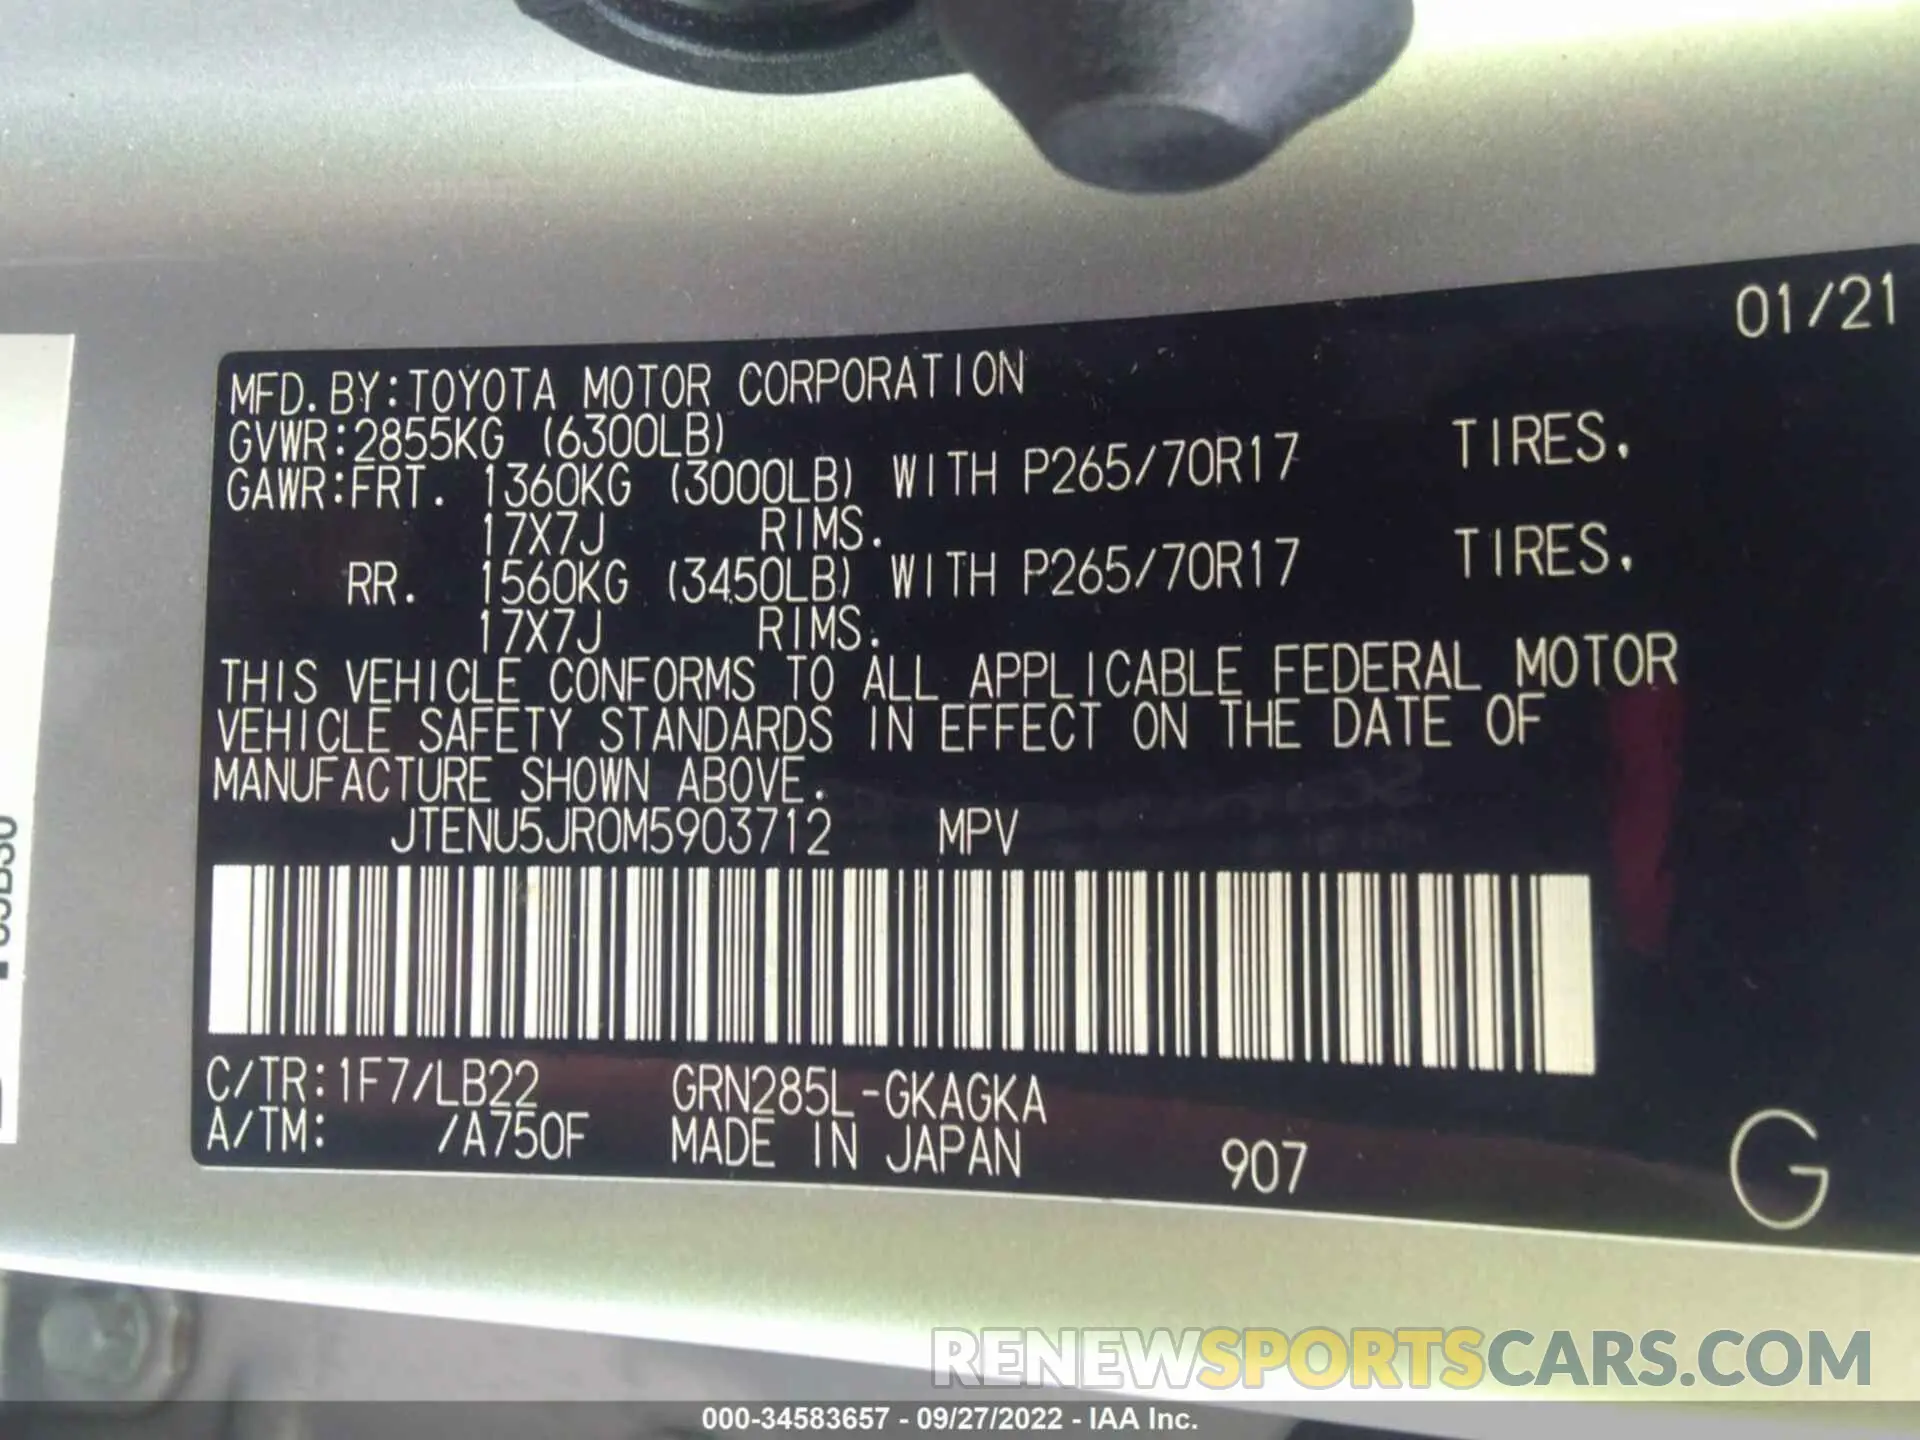 01/21
MFD. BY: TOYOTA MOTOR CORPORATION
GVWR: 2855KG (6300LB)
GAWR: FRT. 1360KG (3000LB) WITH P265/70R17 TIRES.
17X7J RIMS.
RR. 1560KG (3450LB) WITH P265/70R17 TIRES.
17X7J RIMS.
THIS VEHICLE CONFORMS TO ALL APPLICABLE FEDERAL MOTOR
VEHICLE SAFETY STANDARDS IN EFFECT ON THE DATE OF
MANUFACTURE SHOWN ABOVE.
JTENU5JR0M5903712 MPV
C/TR: 1F7/LB22 GRN285L-GKAGKA
A/TM: /A750F MADE IN JAPAN 907
G
RENEWSPORTSCARS.COM
000-34583657 - 09/27/2022 - IAA Inc.